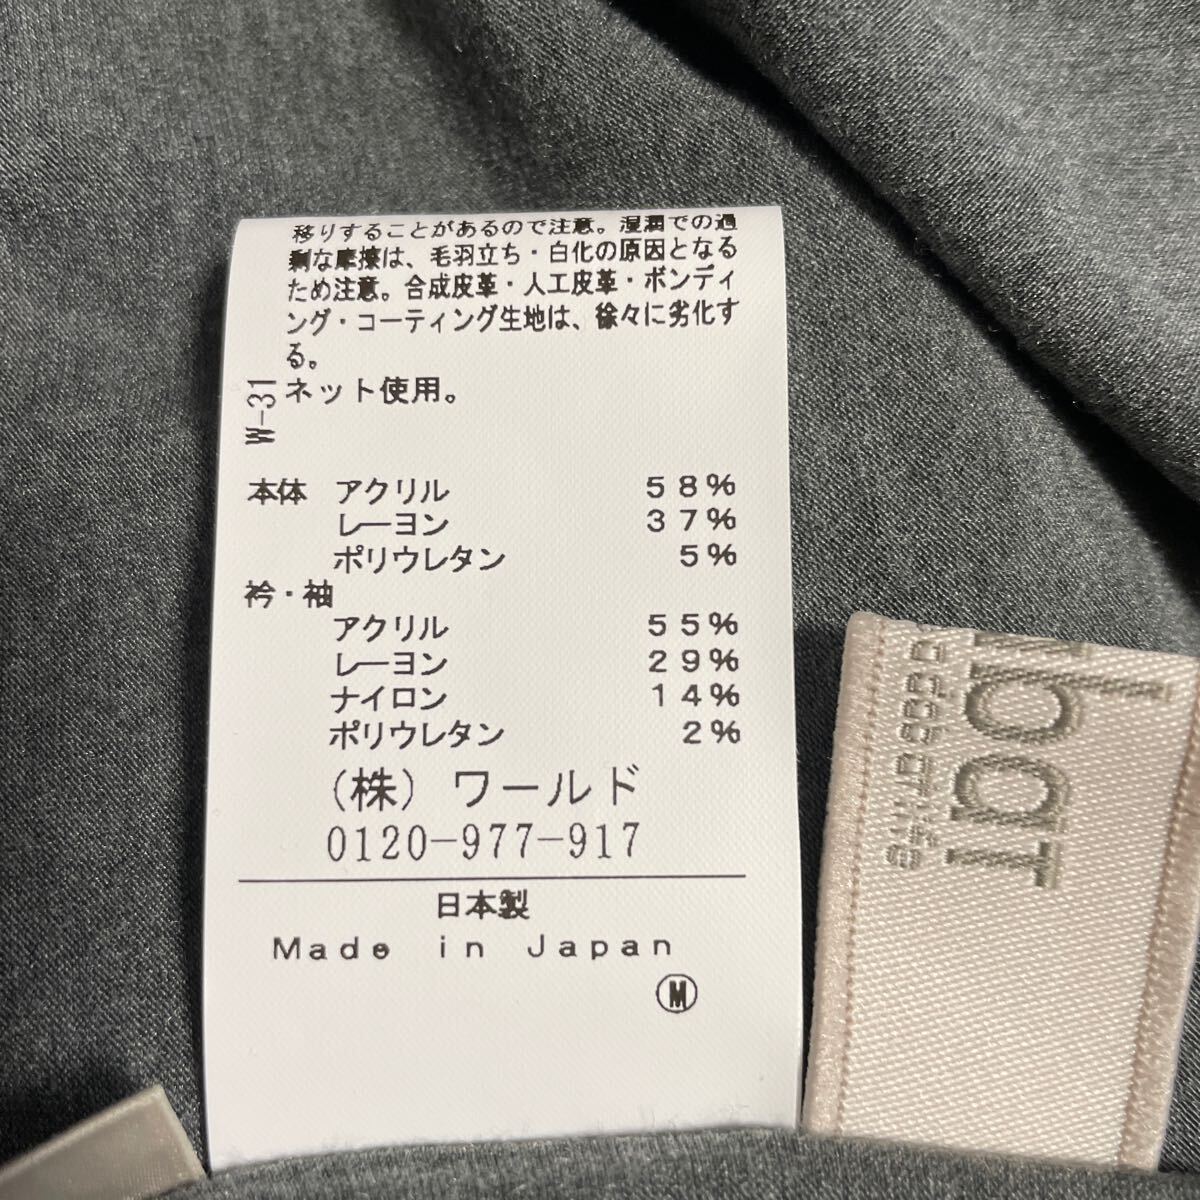 移りすることがあるので注意。湿潤での過
剰な摩擦は、毛羽立ち・白化の原因となる
ため注意。合成皮革・人工皮革・ボンディ
ング・コーティング生地は、徐々に劣化す
る。
ネット使用。
W-31
本体 アクリル 58%
レーヨン 37%
ポリウレタン 5%
衿・袖
アクリル 55%
レーヨン 29%
ナイロン 14%
ポリウレタン 2%
(株) ワールド
0120-977-917
日本製
Made in Japan
M